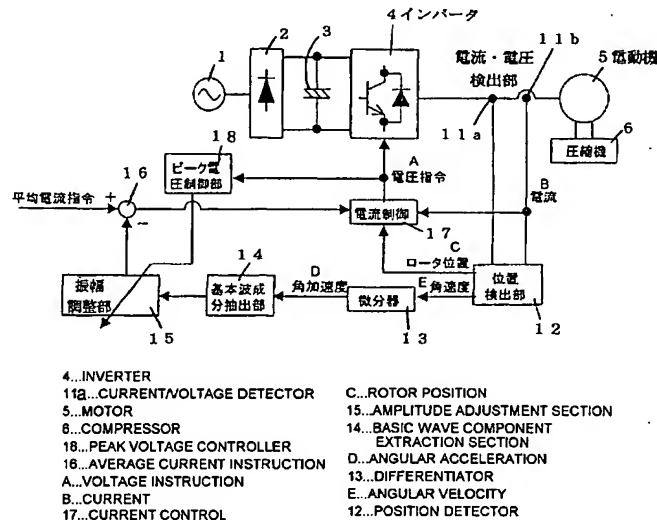 4インバータ
11b
2
3
電流・電圧
検出部
5電動機
1
11a
6
圧縮機
18
ピーク電
圧制御部
A
電圧指令
16
平均電流指令
+
−
B
電流
電流制御
17
C
ロータ位置
14
D
角加速度
E角速度
位置
検出部
12
振幅
調整部
15
基本波成
分抽出部
微分器
13
4...INVERTER
11a...CURRENT/VOLTAGE DETECTOR
5...MOTOR
6...COMPRESSOR
18...PEAK VOLTAGE CONTROLLER
16...AVERAGE CURRENT INSTRUCTION
A...VOLTAGE INSTRUCTION
B...CURRENT
17...CURRENT CONTROL
C...ROTOR POSITION
15...AMPLITUDE ADJUSTMENT SECTION
14...BASIC WAVE COMPONENT
EXTRACTION SECTION
D...ANGULAR ACCELERATION
13...DIFFERENTIATOR
E...ANGULAR VELOCITY
12...POSITION DETECTOR